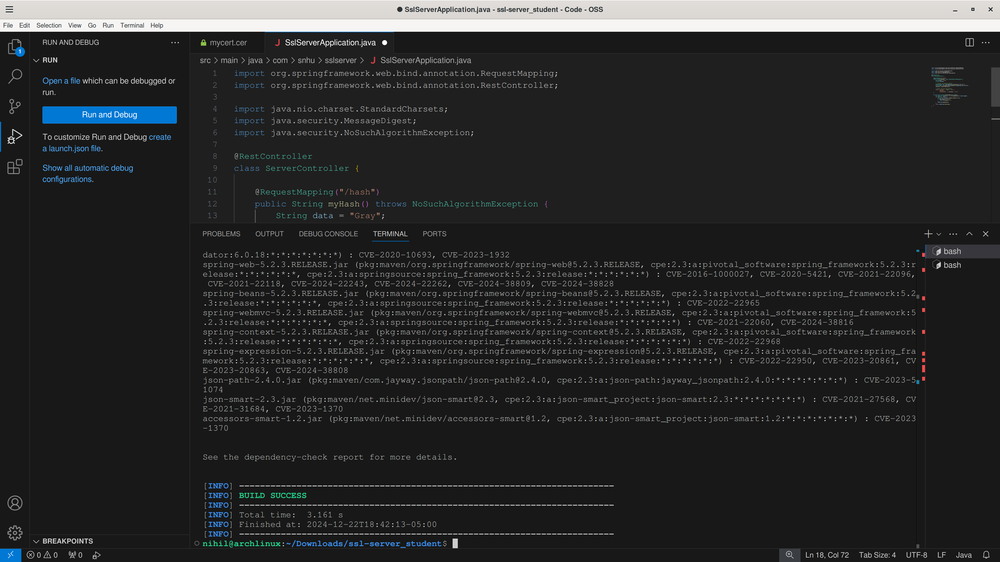 SslServerApplication.java - ssl-server_student - Code - OSS
File Edit Selection View Go Run Terminal Help
RUN AND DEBUG
RUN
Open a file which can be debugged or
run.
Run and Debug
To customize Run and Debug create
a launch.json file.
Show all automatic debug
configurations.
BREAKPOINTS
1
mycert.cer
SslServerApplication.java
src > main > java > com > snhu > sslserver > SslServerApplication.java
1 import org.springframework.web.bind.annotation.RequestMapping;
2 import org.springframework.web.bind.annotation.RestController;
3
4 import java.nio.charset.StandardCharsets;
5 import java.security.MessageDigest;
6 import java.security.NoSuchAlgorithmException;
7
8 @RestController
9 class ServerController {
10
11 @RequestMapping("/hash")
12 public String myHash() throws NoSuchAlgorithmException {
13 String data = "Gray";
PROBLEMS OUTPUT DEBUG CONSOLE TERMINAL PORTS
bash
bash
dator:6.0.18:*:*:*:*:*:*:*) : CVE-2020-10693, CVE-2023-1932
spring-web-5.2.3.RELEASE.jar (pkg:maven/org.springframework/spring-web@5.2.3.RELEASE, cpe:2.3:a:pivotal_software:spring_framework:5.2.3:r
elease:*:*:*:*:*:*, cpe:2.3:a:springsource:spring_framework:5.2.3:release:*:*:*:*:*:*) : CVE-2016-1000027, CVE-2020-5421, CVE-2021-22096,
CVE-2021-22118, CVE-2024-22243, CVE-2024-22262, CVE-2024-38809, CVE-2024-38828
spring-beans-5.2.3.RELEASE.jar (pkg:maven/org.springframework/spring-beans@5.2.3.RELEASE, cpe:2.3:a:pivotal_software:spring_framework:5.2
.3:release:*:*:*:*:*:*, cpe:2.3:a:springsource:spring_framework:5.2.3:release:*:*:*:*:*:*) : CVE-2022-22965
spring-webmvc-5.2.3.RELEASE.jar (pkg:maven/org.springframework/spring-webmvc@5.2.3.RELEASE, cpe:2.3:a:pivotal_software:spring_framework:5
.2.3:release:*:*:*:*:*:*, cpe:2.3:a:springsource:spring_framework:5.2.3:release:*:*:*:*:*:*) : CVE-2021-22060, CVE-2024-38816
spring-context-5.2.3.RELEASE.jar (pkg:maven/org.springframework/spring-context@5.2.3.RELEASE, cpe:2.3:a:pivotal_software:spring_framework
:5.2.3:release:*:*:*:*:*:*, cpe:2.3:a:springsource:spring_framework:5.2.3:release:*:*:*:*:*:*) : CVE-2022-22968
spring-expression-5.2.3.RELEASE.jar (pkg:maven/org.springframework/spring-expression@5.2.3.RELEASE, cpe:2.3:a:pivotal_software:spring_fra
mework:5.2.3:release:*:*:*:*:*:*, cpe:2.3:a:springsource:spring_framework:5.2.3:release:*:*:*:*:*:*) : CVE-2022-22950, CVE-2023-20861, CV
E-2023-20863, CVE-2024-38808
json-path-2.4.0.jar (pkg:maven/com.jayway.jsonpath/json-path@2.4.0, cpe:2.3:a:json-path:jayway_jsonpath:2.4.0:*:*:*:*:*:*:*) : CVE-2023-5
1074
json-smart-2.3.jar (pkg:maven/net.minidev/json-smart@2.3, cpe:2.3:a:json-smart_project:json-smart:2.3:*:*:*:*:*:*:*) : CVE-2021-27568, CV
E-2021-31684, CVE-2023-1370
accessors-smart-1.2.jar (pkg:maven/net.minidev/accessors-smart@1.2, cpe:2.3:a:json-smart_project:json-smart:1.2:*:*:*:*:*:*:*) : CVE-2023
-1370
See the dependency-check report for more details.
[INFO] ------------------------------------------------------------------------
[INFO] BUILD SUCCESS
[INFO] ------------------------------------------------------------------------
[INFO] Total time:  3.161 s
[INFO] Finished at: 2024-12-22T18:42:13-05:00
[INFO] ------------------------------------------------------------------------
nihil@archlinux:~/Downloads/ssl-server_student$
0 0 0 Ln 18, Col 72 Tab Size: 4 UTF-8 LF Java